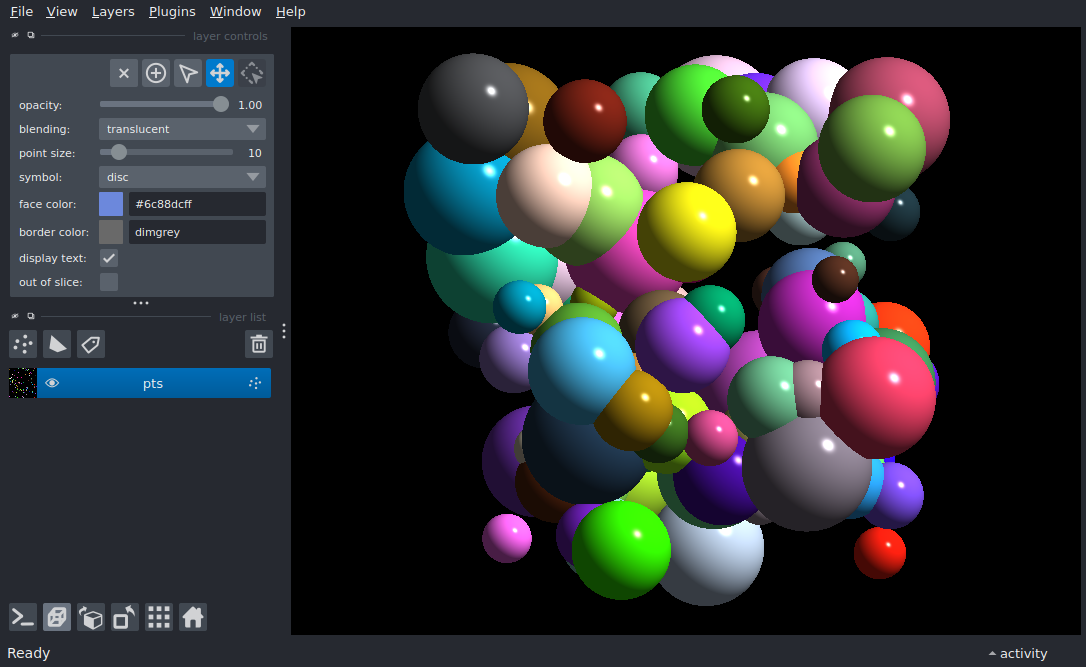 File View Layers Plugins Window Help
layer controls
opacity: 1.00
blending: translucent
point size: 10
symbol: disc
face color: #6c88dcff
border color: dimgrey
display text:
out of slice:
layer list
pts
Ready
activity